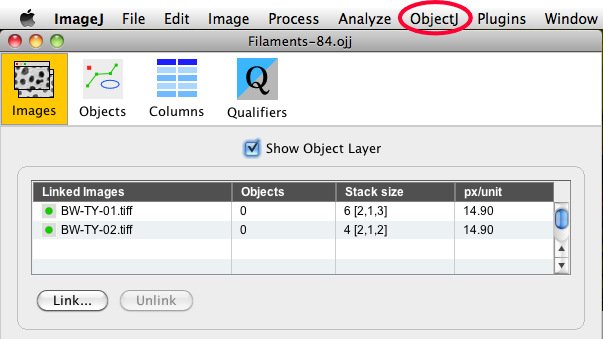 ImageJ File Edit Image Process Analyze ObjectJ Plugins Window
Filaments-84.ojj
Q
Images Objects Columns Qualifiers
Show Object Layer
Linked Images Objects Stack size px/unit
BW-TY-01.tiff 0 6 [2,1,3] 14.90
BW-TY-02.tiff 0 4 [2,1,2] 14.90
Link... Unlink